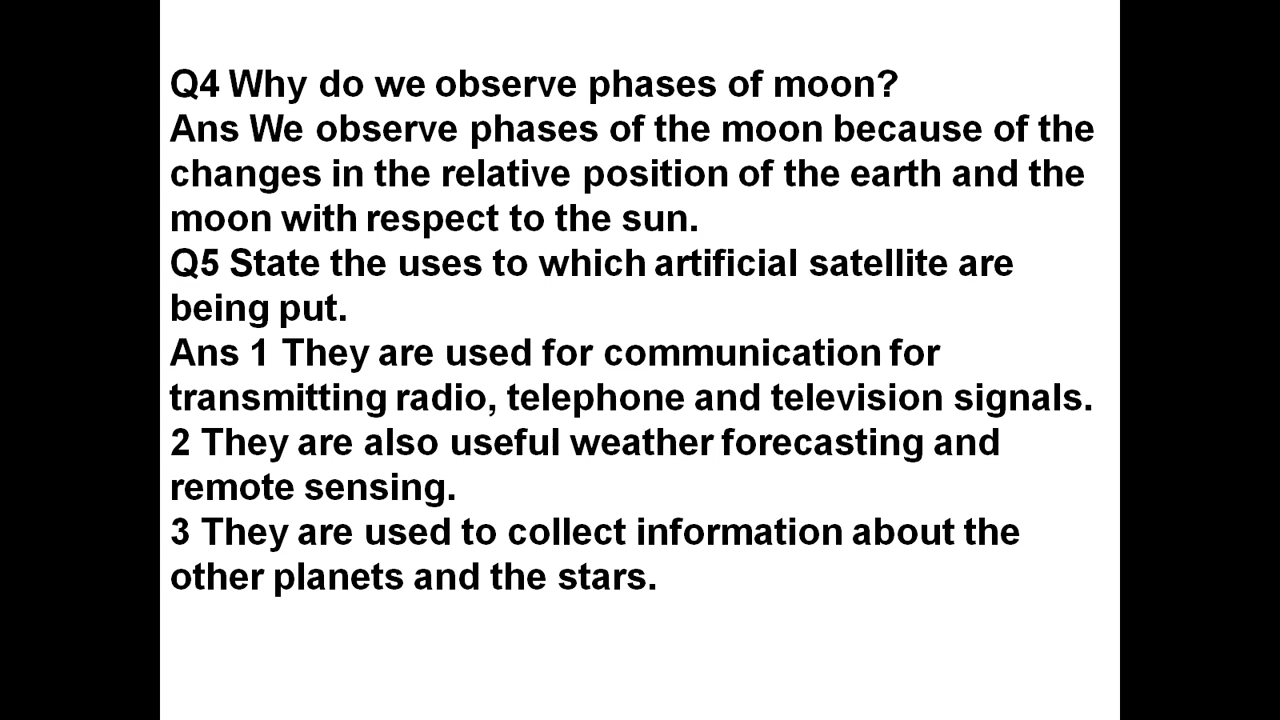 Q4 Why do we observe phases of moon?
Ans We observe phases of the moon because of the
changes in the relative position of the earth and the
moon with respect to the sun.
Q5 State the uses to which artificial satellite are
being put.
Ans 1 They are used for communication for
transmitting radio, telephone and television signals.
2 They are also useful weather forecasting and
remote sensing.
3 They are used to collect information about the
other planets and the stars.